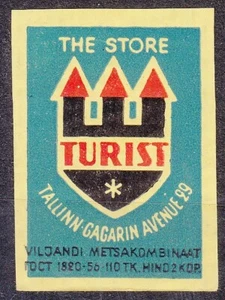 THE STORE
TURIST
*
TALLINN-GAGARIN AVENUE 29
VILJANDI METSAKOMBINAAT
ГОСТ 1820-56 110 TK. HIND 2 KOP.